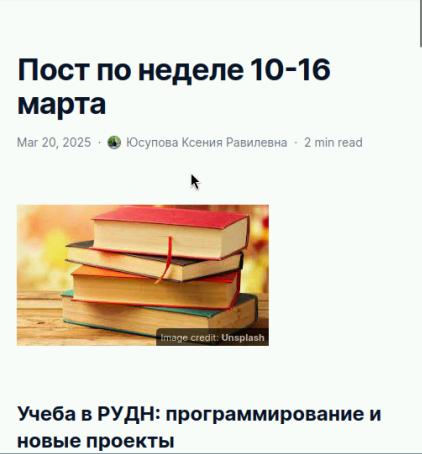 Пост по неделе 10-16
марта
Mar 20, 2025 · Юсупова Ксения Равилевна · 2 min read
Image credit: Unsplash
Учеба в РУДН: программирование и
новые проекты